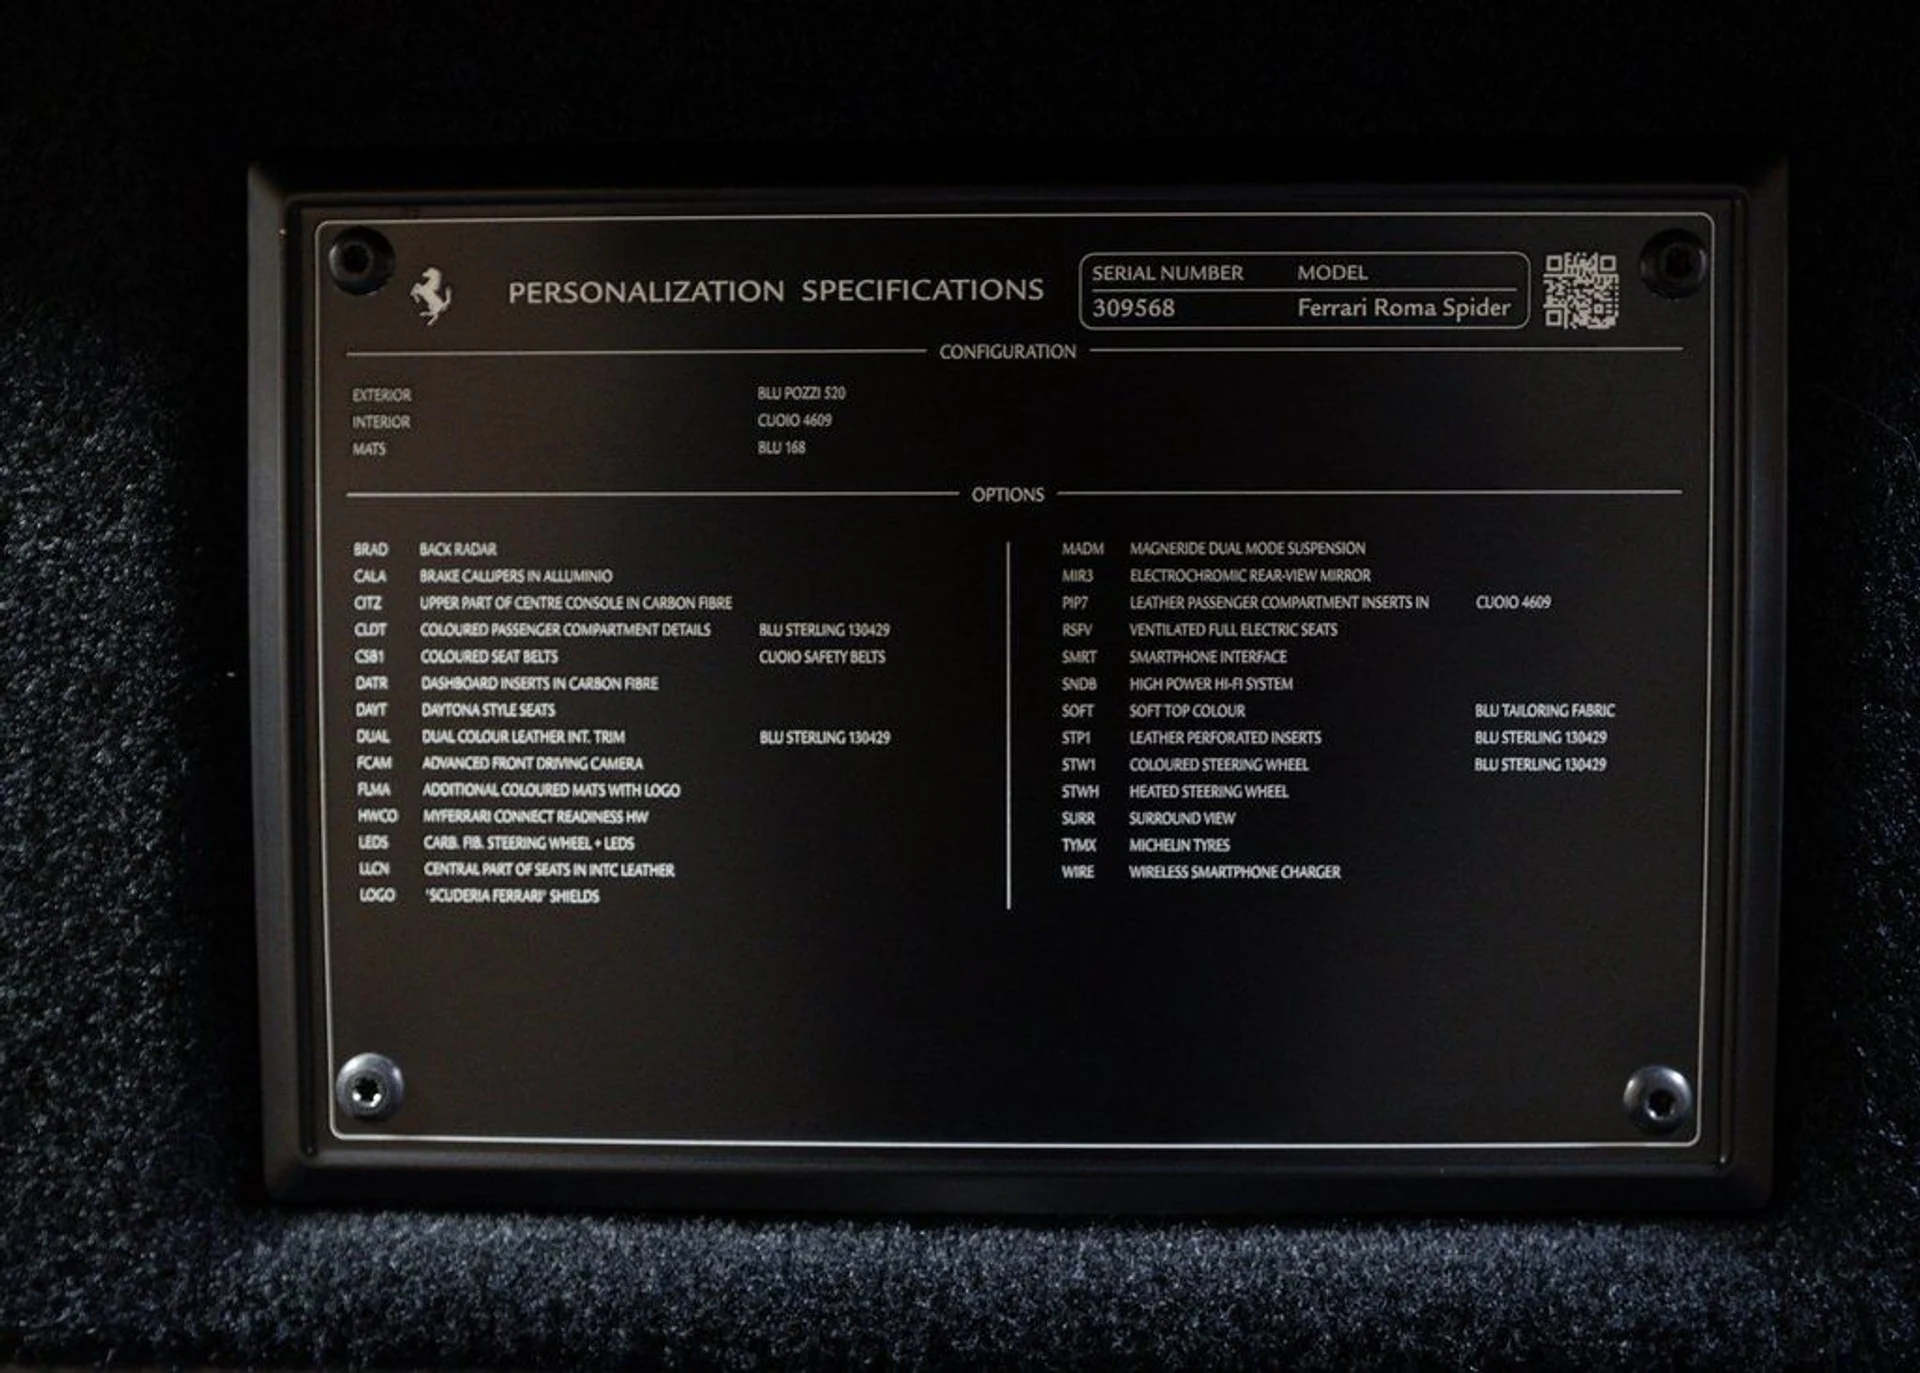 PERSONALIZATION SPECIFICATIONS
SERIAL NUMBER MODEL
309568 Ferrari Roma Spider
CONFIGURATION
EXTERIOR BLU POZZI 520
INTERIOR CUOIO 4609
MATS BLU 168
OPTIONS
BRAD BACK RADAR
CALA BRAKE CALLIPERS IN ALLUMINIO
CITZ UPPER PART OF CENTRE CONSOLE IN CARBON FIBRE
CLDT COLOURED PASSENGER COMPARTMENT DETAILS BLU STERLING 130429
CSB1 COLOURED SEAT BELTS CUOIO SAFETY BELTS
DATR DASHBOARD INSERTS IN CARBON FIBRE
DAYT DAYTONA STYLE SEATS
DUAL DUAL COLOUR LEATHER INT. TRIM BLU STERLING 130429
FCAM ADVANCED FRONT DRIVING CAMERA
FLMA ADDITIONAL COLOURED MATS WITH LOGO
HWCO MYFERRARI CONNECT READINESS HW
LEDS CARB. FIB. STEERING WHEEL + LEDS
LLCN CENTRAL PART OF SEATS IN INTC LEATHER
LOGO 'SCUDERIA FERRARI' SHIELDS
MADM MAGNERIDE DUAL MODE SUSPENSION
MIR3 ELECTROCHROMIC REAR-VIEW MIRROR
PIP7 LEATHER PASSENGER COMPARTMENT INSERTS IN CUOIO 4609
RSFV VENTILATED FULL ELECTRIC SEATS
SMRT SMARTPHONE INTERFACE
SNDB HIGH POWER HI-FI SYSTEM
SOFT SOFT TOP COLOUR BLU TAILORING FABRIC
STP1 LEATHER PERFORATED INSERTS BLU STERLING 130429
STW1 COLOURED STEERING WHEEL BLU STERLING 130429
STWH HEATED STEERING WHEEL
SURR SURROUND VIEW
TYMX MICHELIN TYRES
WIRE WIRELESS SMARTPHONE CHARGER